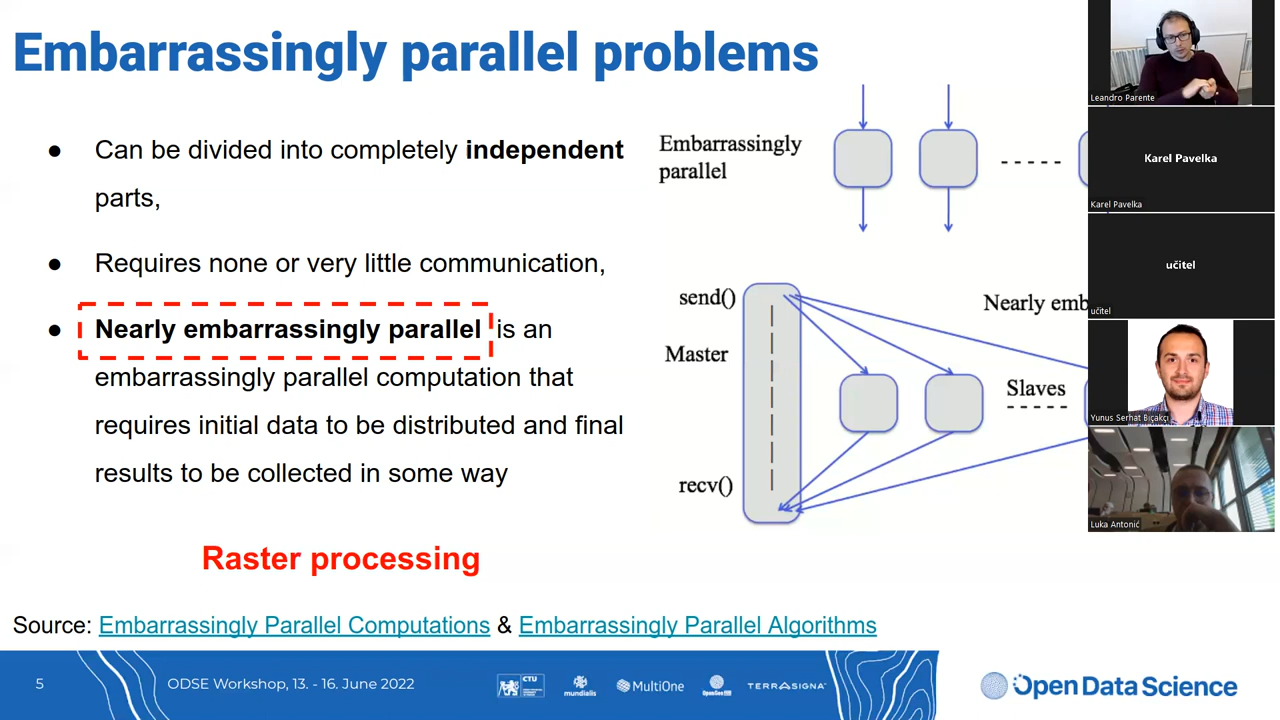 Embarrassingly parallel problems
● Can be divided into completely independent
parts,
● Requires none or very little communication,
● Nearly embarrassingly parallel is an
embarrassingly parallel computation that
requires initial data to be distributed and final
results to be collected in some way
Raster processing
Source: Embarrassingly Parallel Computations & Embarrassingly Parallel Algorithms
Embarrassingly
parallel
send()
Nearly emb
Master
Slaves
recv()
Leandro Parente
Karel Pavelka
Karel Pavelka
učitel
učitel
Yunus Serhat Bıçakçı
Luka Antonić
5
ODSE Workshop, 13. - 16. June 2022
CTU
mundialis
MultiOne
TERRASIGNA
Open Data Science